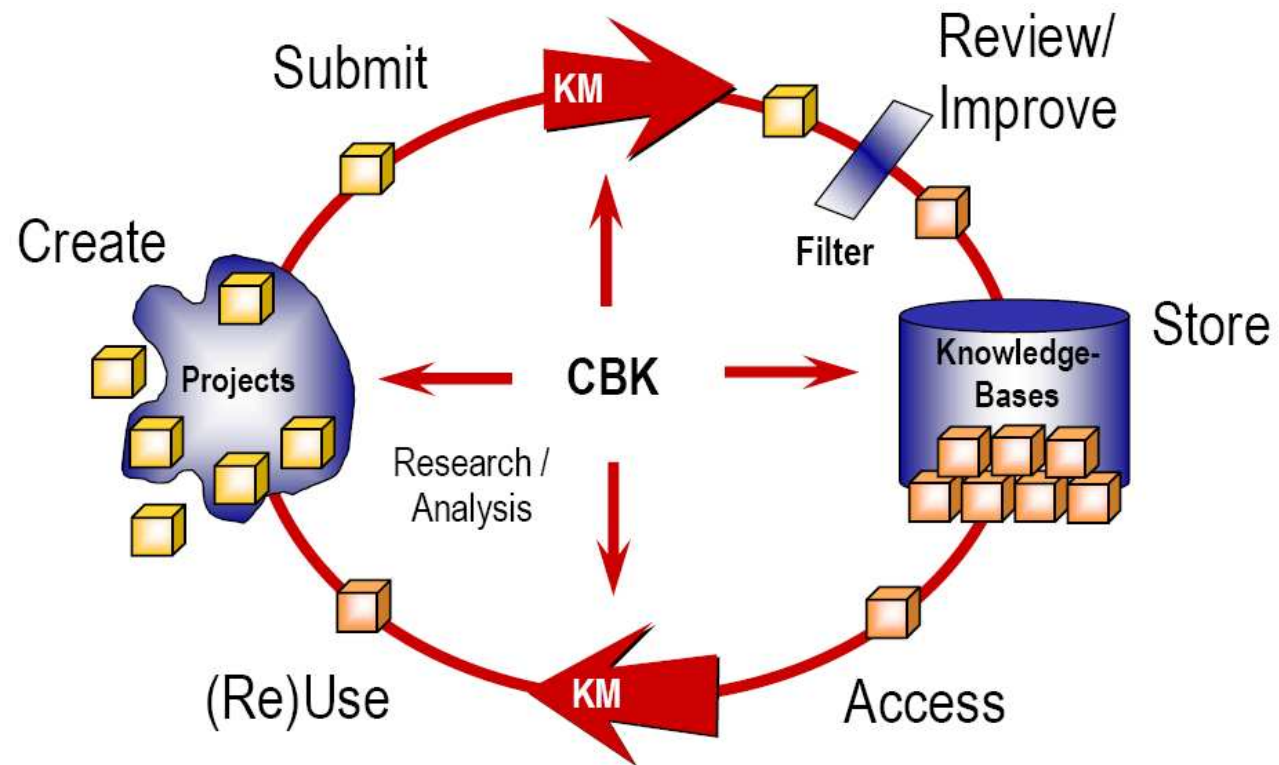 Submit
KM
Review/
Improve
Create
Filter
Store
Projects
CBK
Knowledge-
Bases
Research /
Analysis
(Re)Use
KM
Access